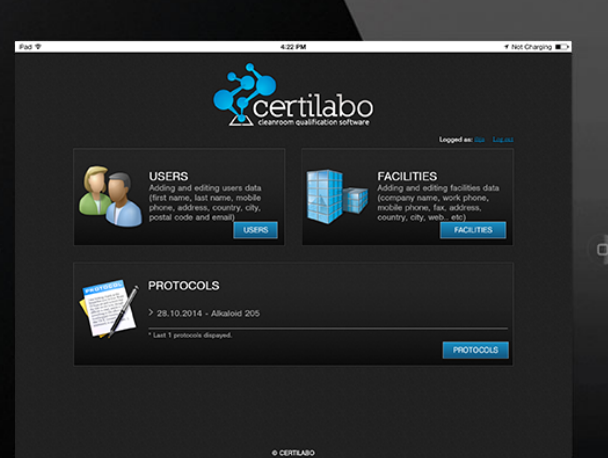 iPad
4:22 PM
Not Charging
certilabo
cleanroom qualification software
Logged as:
Log out
USERS
Adding and editing users data
(first name, last name, mobile
phone, address, country, city,
postal code and email)
USERS
FACILITIES
Adding and editing facilities data
(company name, work phone,
mobile phone, fax, address,
country, city, web.. etc)
FACILITIES
PROTOCOL
PROTOCOLS
> 28.10.2014 - Alkaloid 205
* Last 1 protocols dispayed.
PROTOCOLS
© CERTILABO